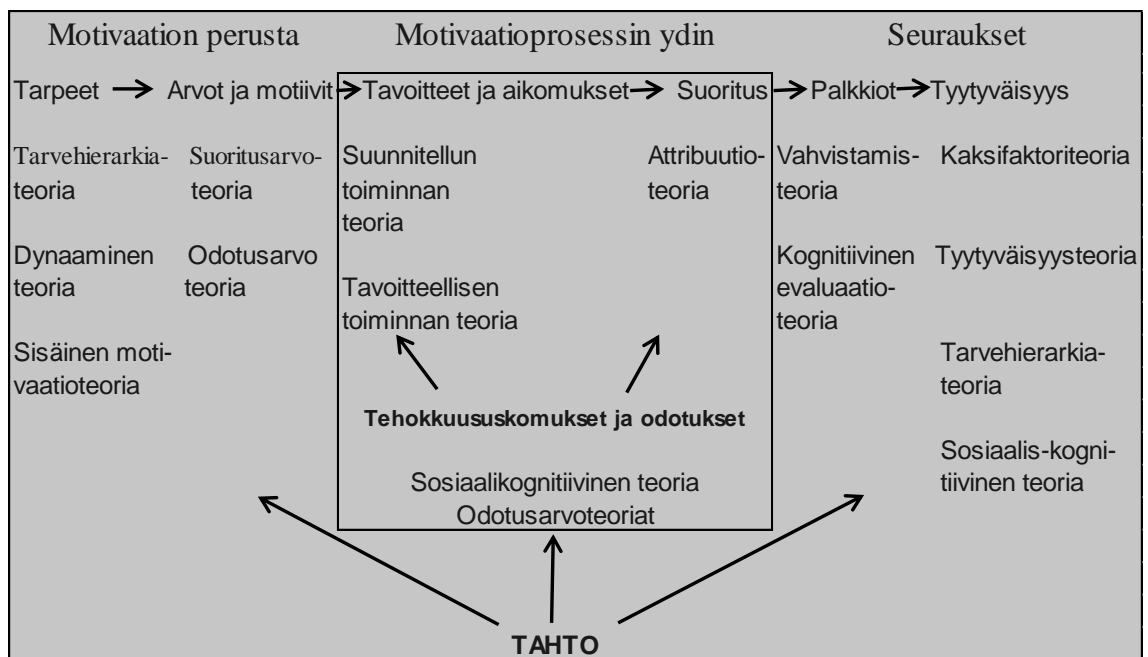 Motivaation perusta
Motivaatioprosessin ydin
Seuraukset
Tarpeet
Arvot ja motiivit
Tavoitteet ja aikomukset
Suoritus
Palkkiot
Tyytyväisyys
Tarvehierarkia-
teoria
Dynaaminen
teoria
Sisäinen moti-
vaatioteoria
Suoritusarvo-
teoria
Odotusarvo
teoria
Suunnitellun
toiminnan
teoria
Tavoitteellisen
toiminnan teoria
Attribuutio-
teoria
Tehokkuususkomukset ja odotukset
Sosiaalikognitiivinen teoria
Odotusarvoteoriat
Vahvistamis-
teoria
Kognitiivinen
evaluaatio-
teoria
Kaksifaktoriteoria
Tyytyväisyysteoria
Tarvehierarkia-
teoria
Sosiaalis-kogni-
tiivinen teoria
TAHTO